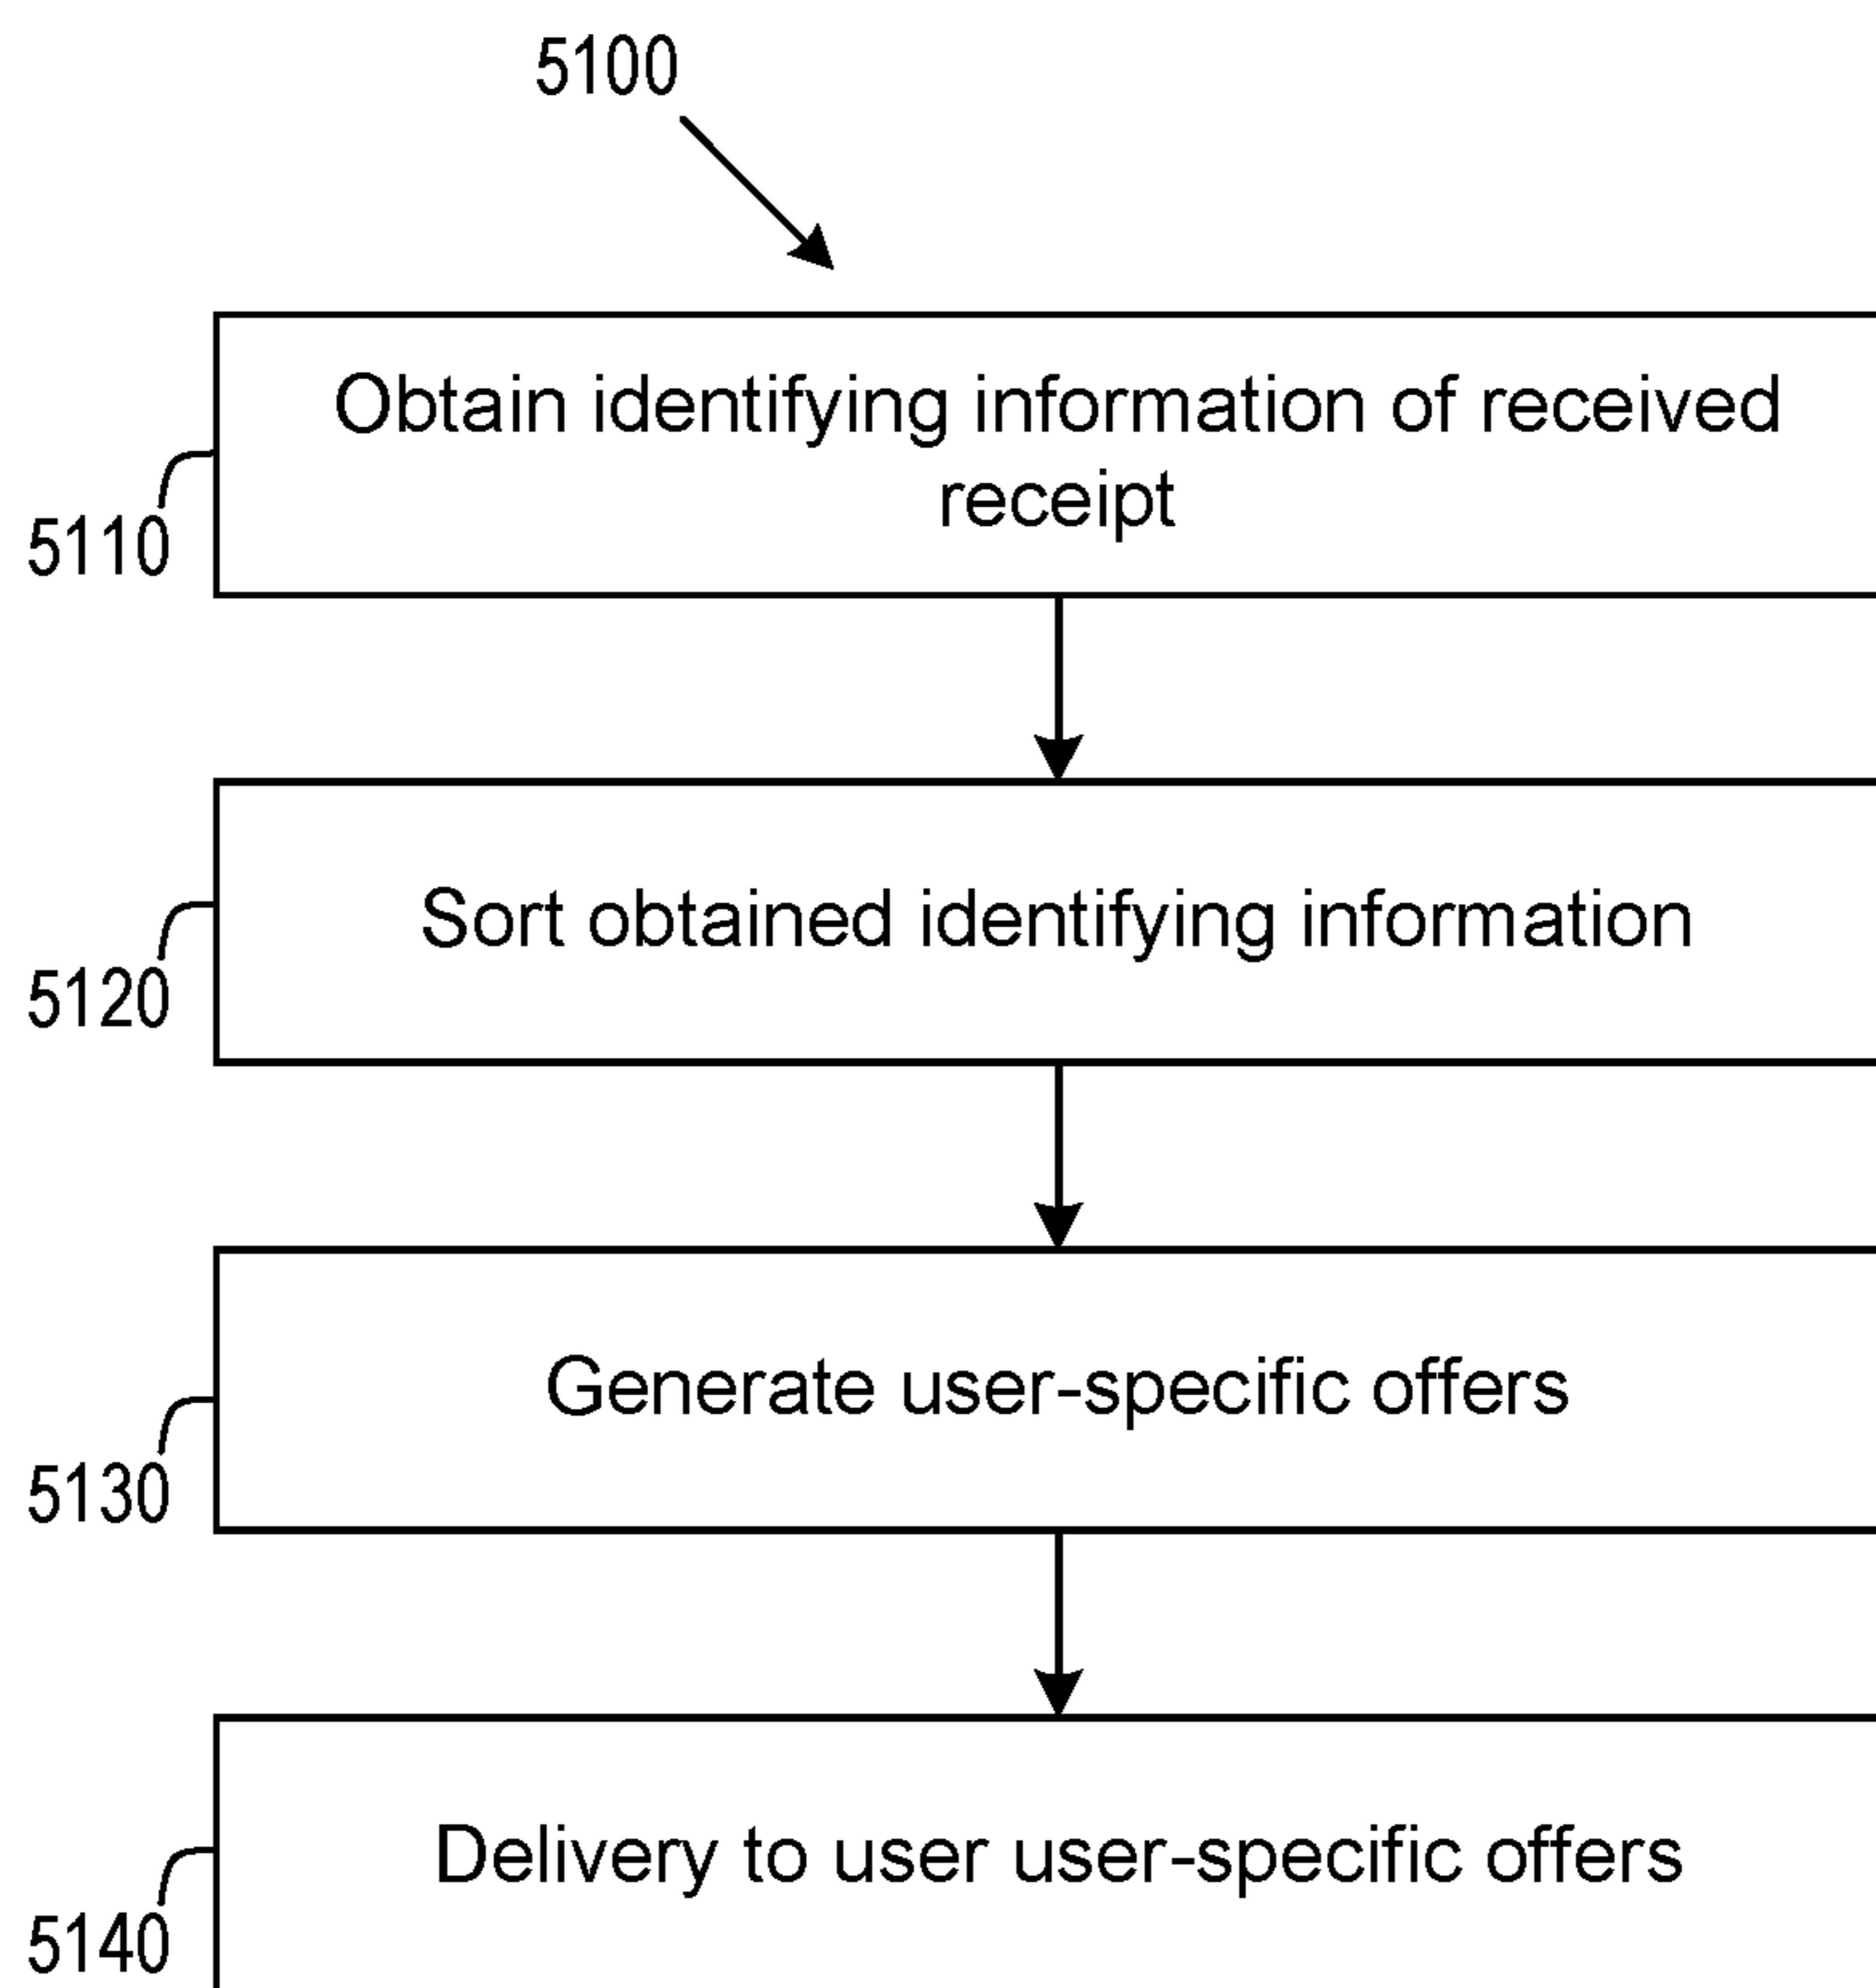 5100
Obtain identifying information of received
receipt
5110
Sort obtained identifying information
5120
Generate user-specific offers
5130
Delivery to user user-specific offers
5140